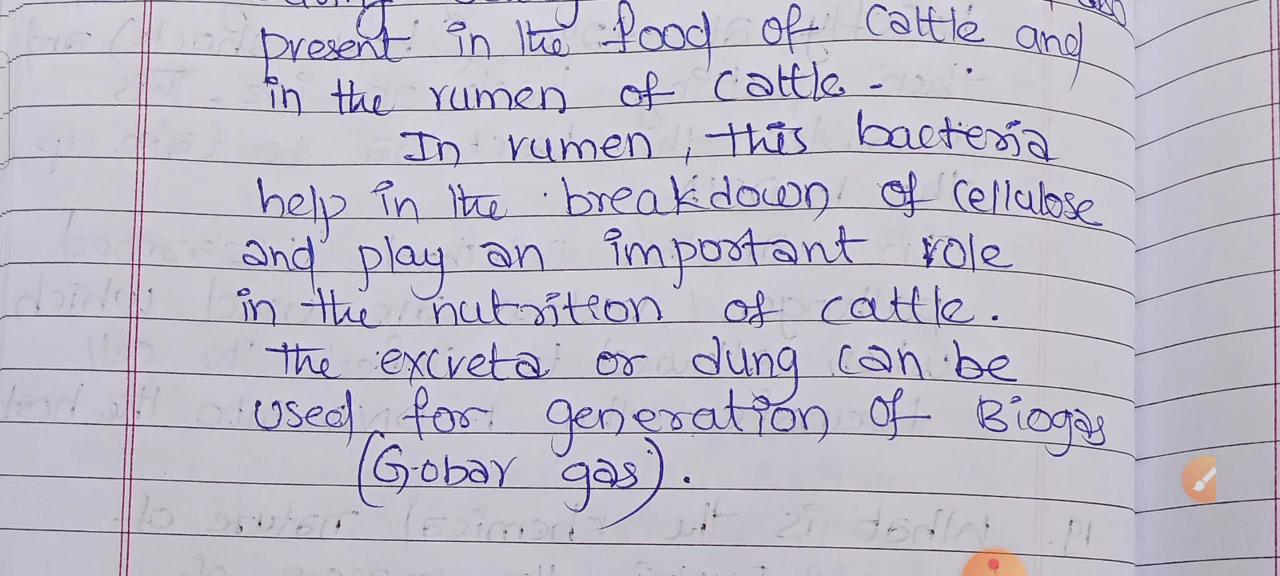 present in the food of cattle and
in the rumen of cattle.
In rumen, this bacteria
help in the breakdown of cellulose
and play an important role
in the nutrition of cattle.
The excreta or dung can be
used for generation of Biogas
(Gobar gas).